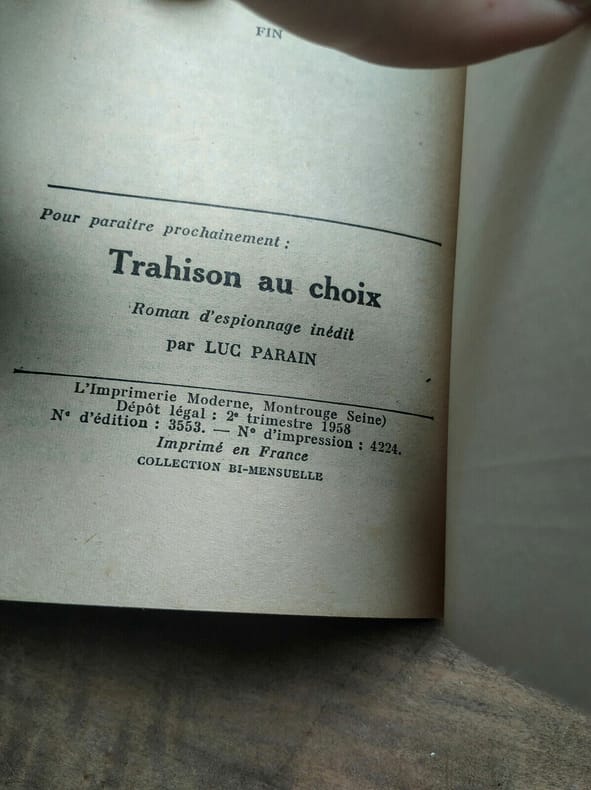 FIN
Pour paraître prochainement :
Trahison au choix
Roman d'espionnage inédit
par LUC PARAIN
L'Imprimerie Moderne, Montrouge Seine)
Dépôt légal : 2e trimestre 1958
N° d'édition : 3553. — N° d'impression : 4224.
Imprimé en France
COLLECTION BI-MENSUELLE